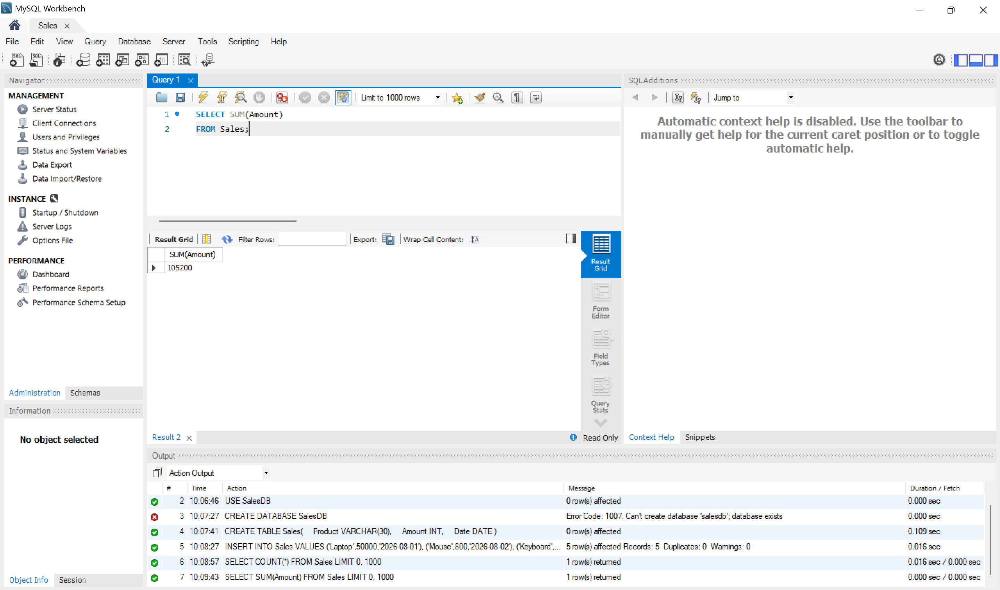 MySQL Workbench
Sales
File Edit View Query Database Server Tools Scripting Help
Navigator
MANAGEMENT
Server Status
Client Connections
Users and Privileges
Status and System Variables
Data Export
Data Import/Restore
INSTANCE
Startup / Shutdown
Server Logs
Options File
PERFORMANCE
Dashboard
Performance Reports
Performance Schema Setup
Administration Schemas
Information
No object selected
Object Info Session
Query 1
Limit to 1000 rows
1 SELECT SUM(Amount)
2 FROM Sales;
Result Grid Filter Rows: Export: Wrap Cell Content:
SUM(Amount)
105200
Result
Grid
Form
Editor
Field
Types
Query
Stats
Result 2 Read Only
SQLAdditions
Jump to
Automatic context help is disabled. Use the toolbar to
manually get help for the current caret position or to toggle
automatic help.
Context Help Snippets
Output
Action Output
# Time Action Message Duration / Fetch
2 10:06:46 USE SalesDB 0 row(s) affected 0.000 sec
3 10:07:27 CREATE DATABASE SalesDB Error Code: 1007. Can't create database 'salesdb'; database exists 0.000 sec
4 10:07:41 CREATE TABLE Sales( Product VARCHAR(30), Amount INT, Date DATE ) 0 row(s) affected 0.109 sec
5 10:08:27 INSERT INTO Sales VALUES ('Laptop',50000,'2026-08-01'), ('Mouse',800,'2026-08-02'), ('Keyboard',... 5 row(s) affected Records: 5 Duplicates: 0 Warnings: 0 0.016 sec
6 10:08:57 SELECT COUNT(*) FROM Sales LIMIT 0, 1000 1 row(s) returned 0.016 sec / 0.000 sec
7 10:09:43 SELECT SUM(Amount) FROM Sales LIMIT 0, 1000 1 row(s) returned 0.000 sec / 0.000 sec